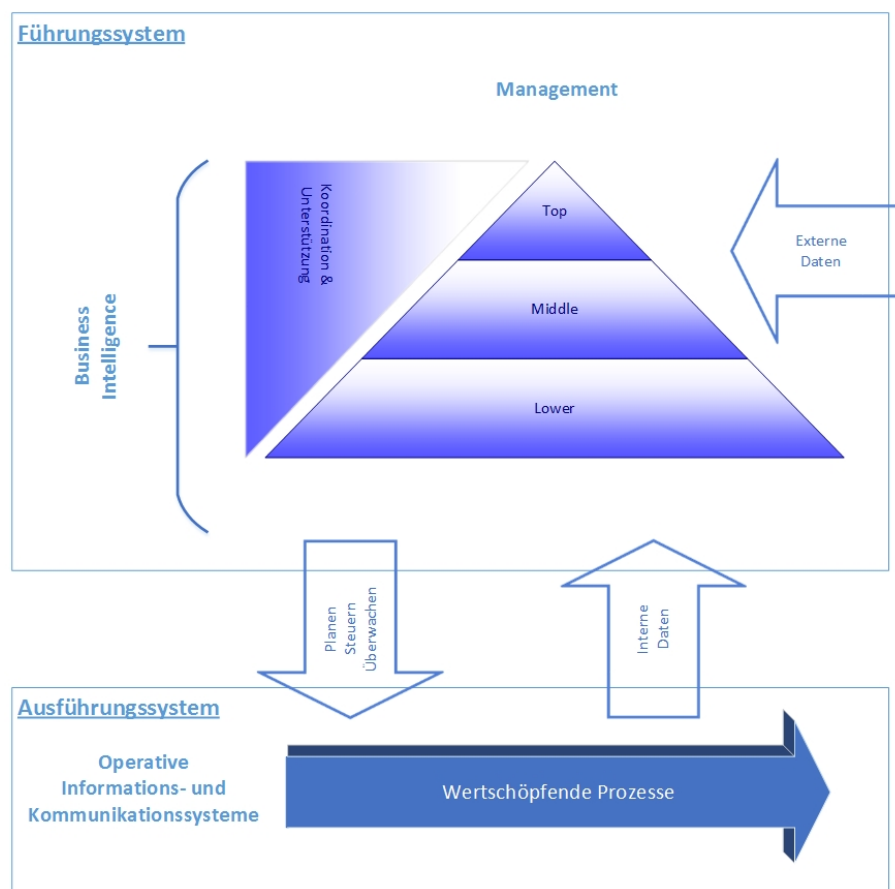 Führungssystem
Management
Koordination &
Unterstützung
Top
Middle
Lower
Externe
Daten
Business
Intelligence
Planen
Steuern
Überwachen
Interne
Daten
Ausführungssystem
Operative
Informations- und
Kommunikationssysteme
Wertschöpfende Prozesse